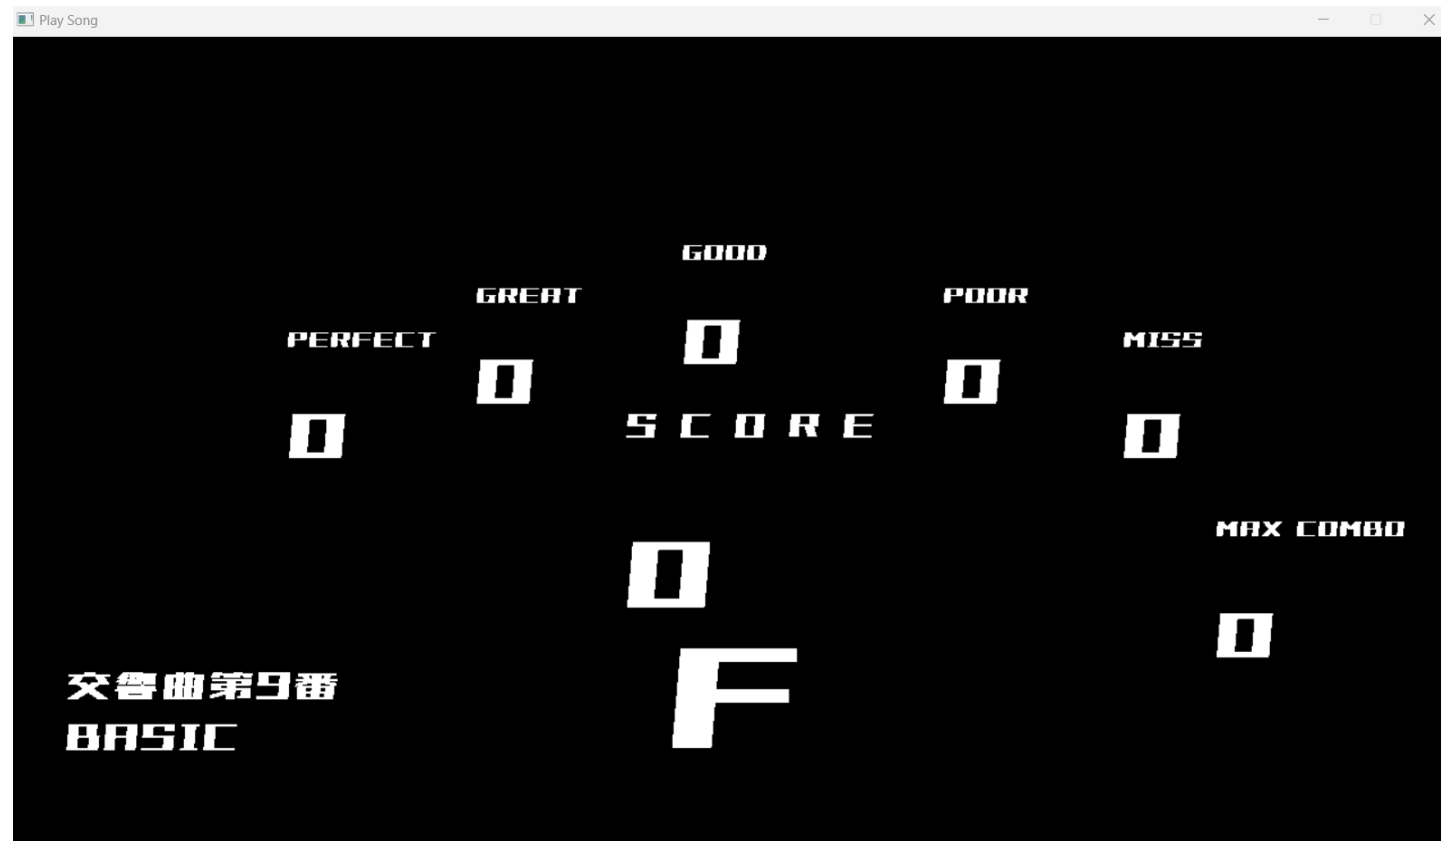 Play Song
GOOD
0
GREAT
0
POOR
0
PERFECT
0
MISS
0
SCORE
0
F
MAX COMBO
0
交響曲第9番
BASIC